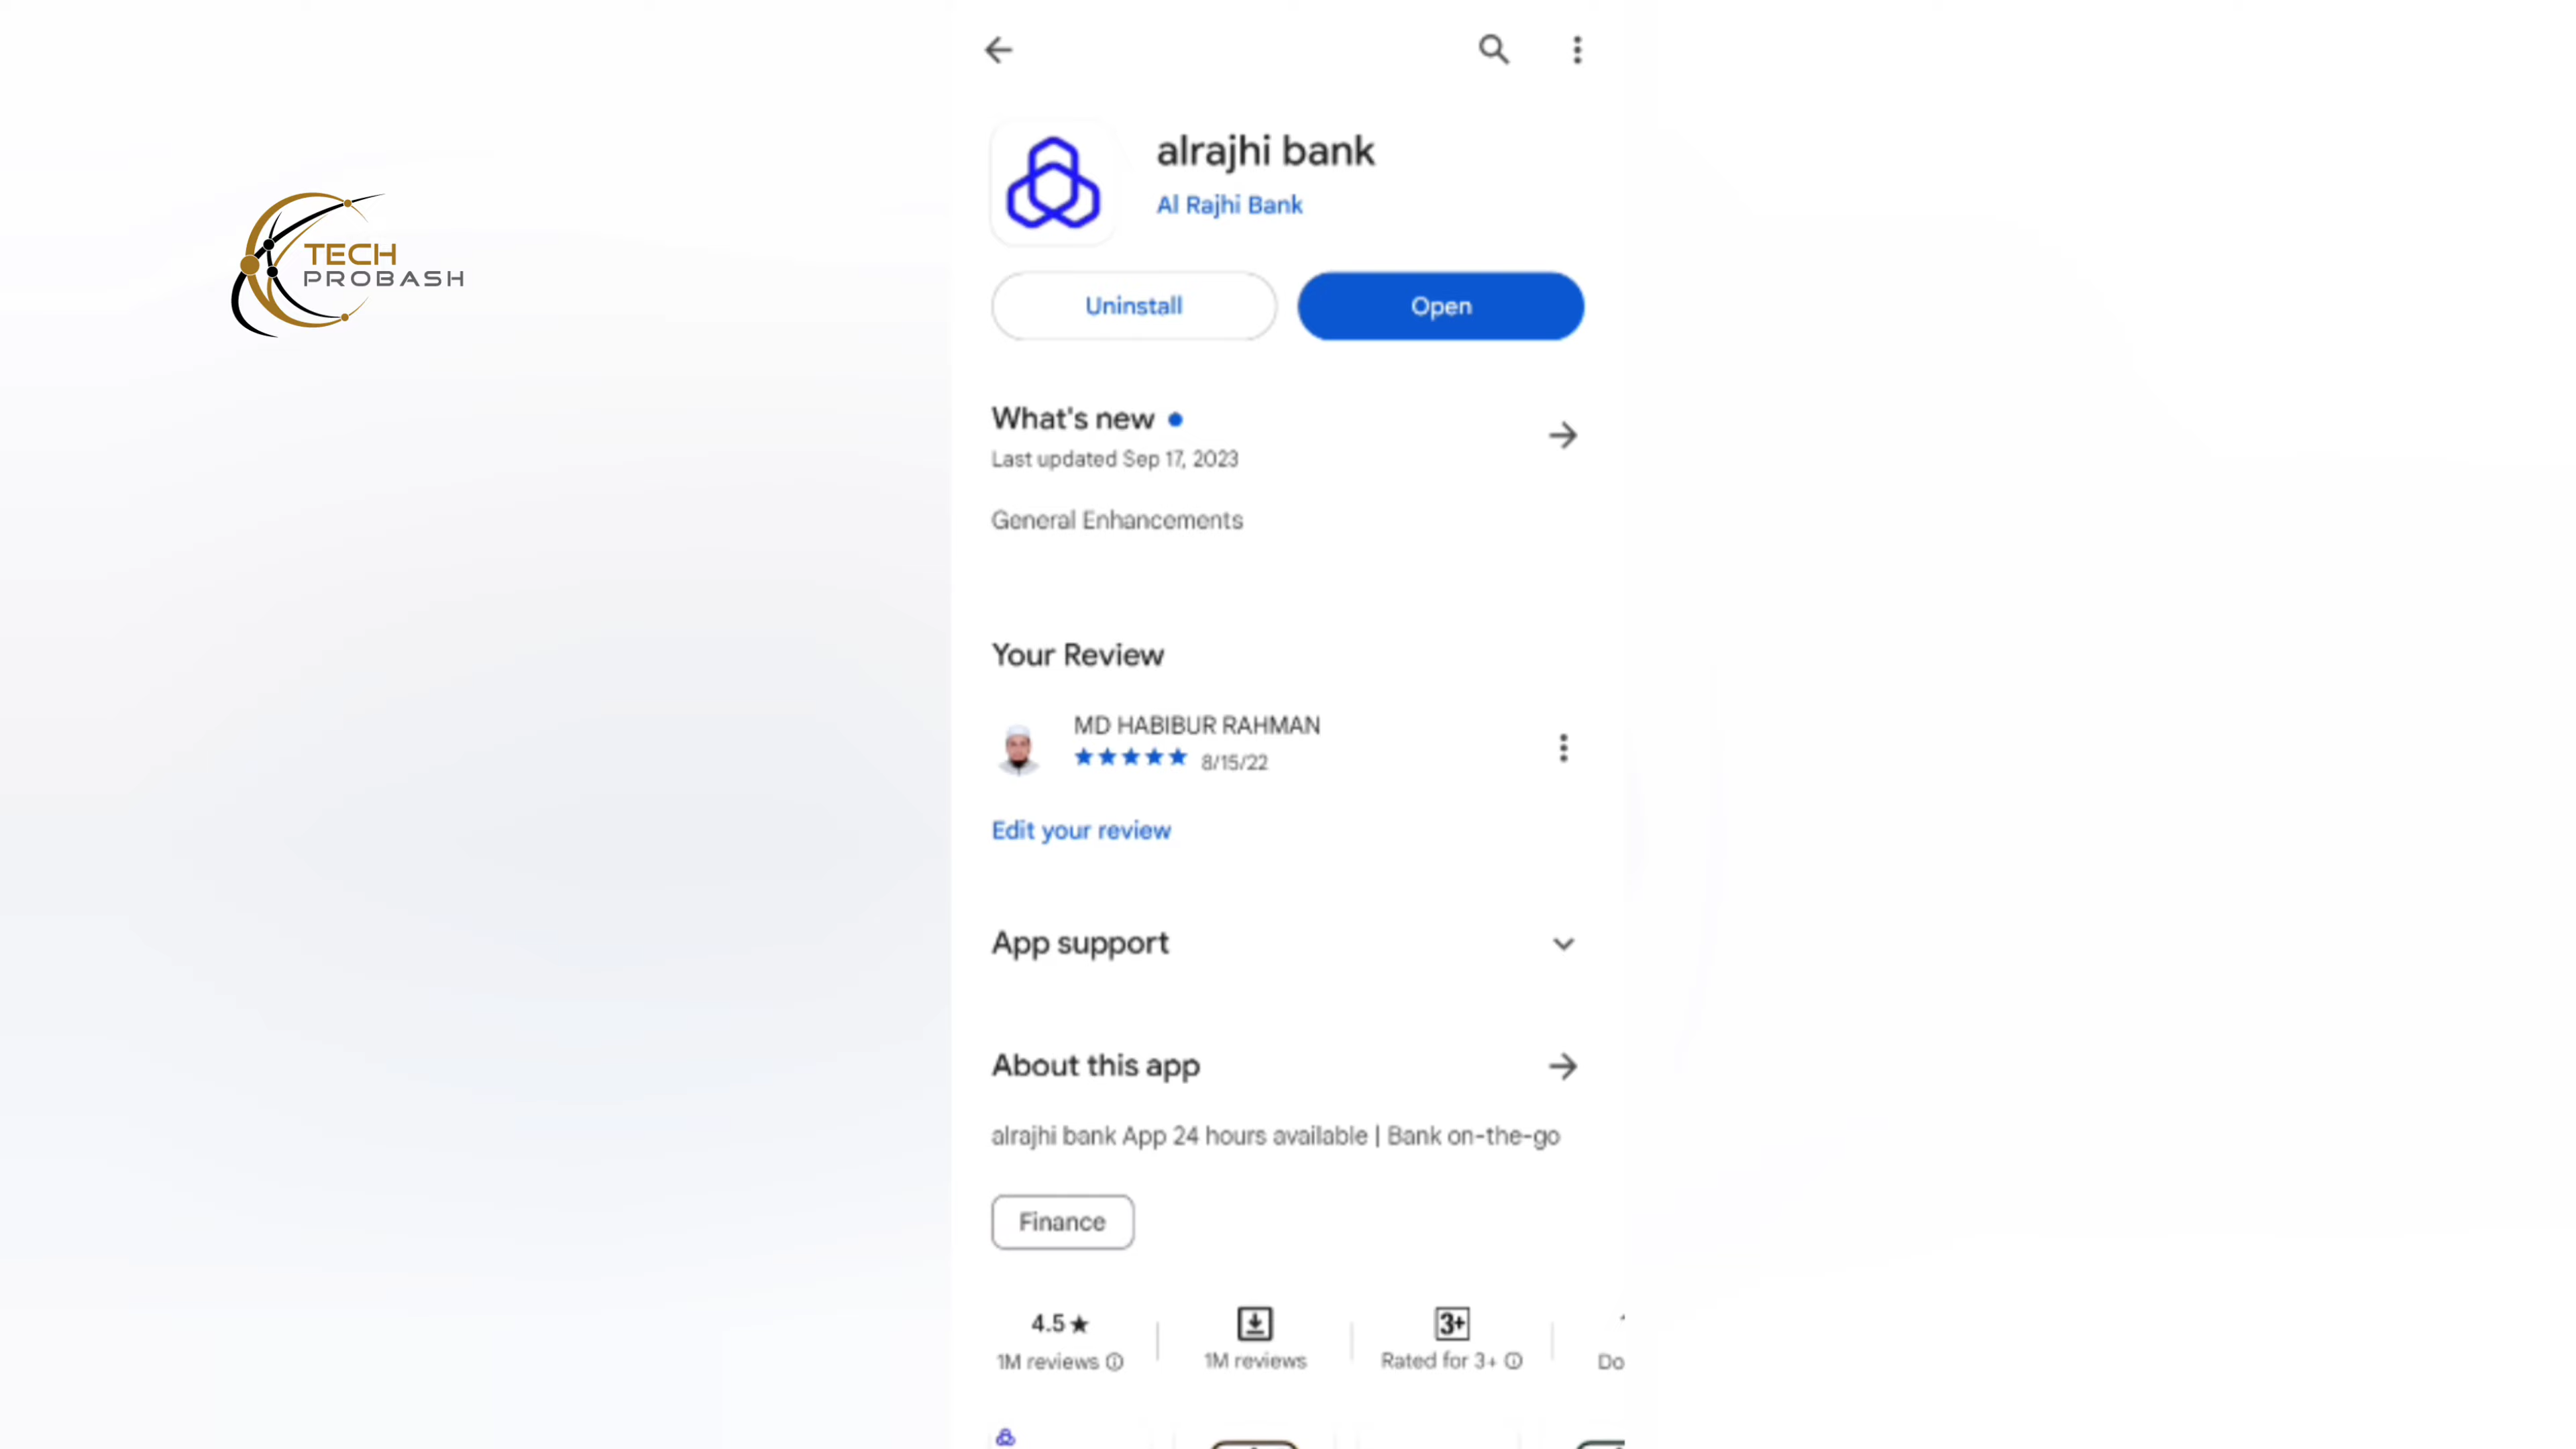 TECH
PROBASH
alrajhi bank
Al Rajhi Bank
Uninstall
Open
What's new
Last updated Sep 17, 2023
General Enhancements
Your Review
MD HABIBUR RAHMAN
8/15/22
Edit your review
App support
About this app
alrajhi bank App 24 hours available | Bank on-the-go
Finance
4.5★
1M reviews
1M reviews
3+
Rated for 3+
Do